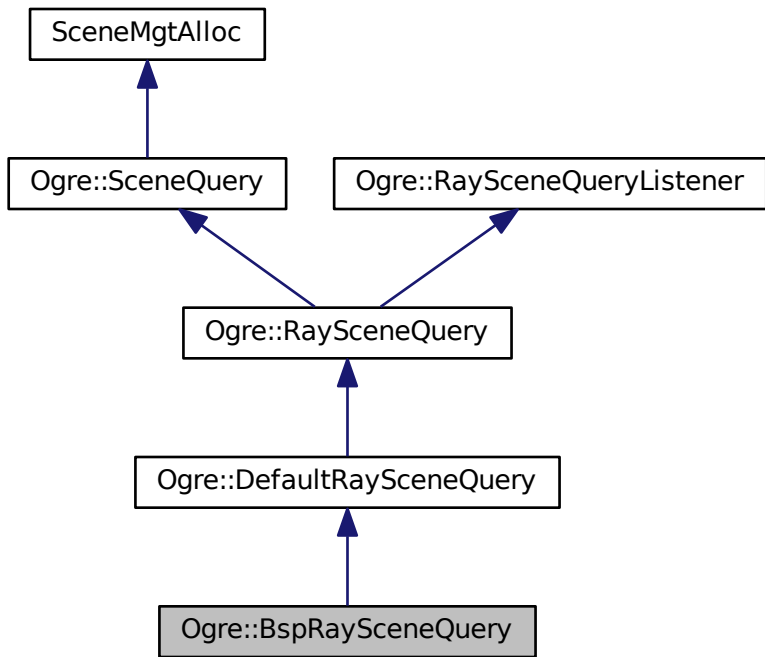 SceneMgtAlloc
Ogre::SceneQuery
Ogre::RaySceneQueryListener
Ogre::RaySceneQuery
Ogre::DefaultRaySceneQuery
Ogre::BspRaySceneQuery